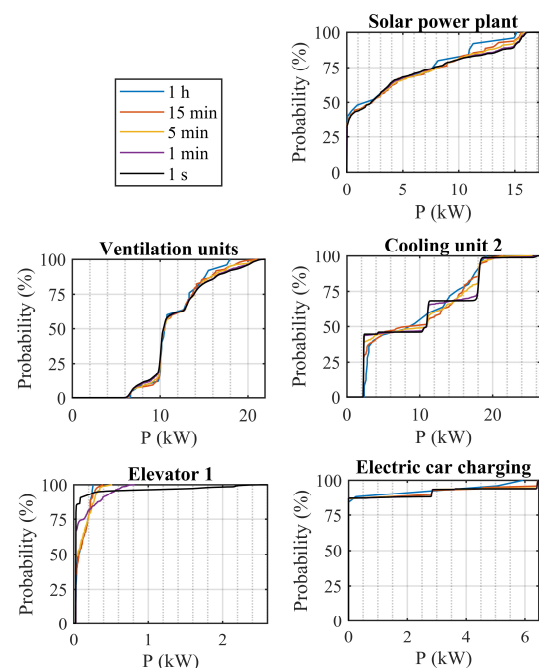 Solar power plant
1 h
15 min
5 min
1 min
1 s
Probability (%)
100
75
50
25
0
0 5 10 15
P (kW)
Ventilation units
Probability (%)
100
75
50
25
0
0 10 20
P (kW)
Cooling unit 2
Probability (%)
100
75
50
25
0
0 10 20
P (kW)
Elevator 1
Probability (%)
100
75
50
25
0
0 1 2
P (kW)
Electric car charging
Probability (%)
100
75
50
25
0
0 2 4 6
P (kW)